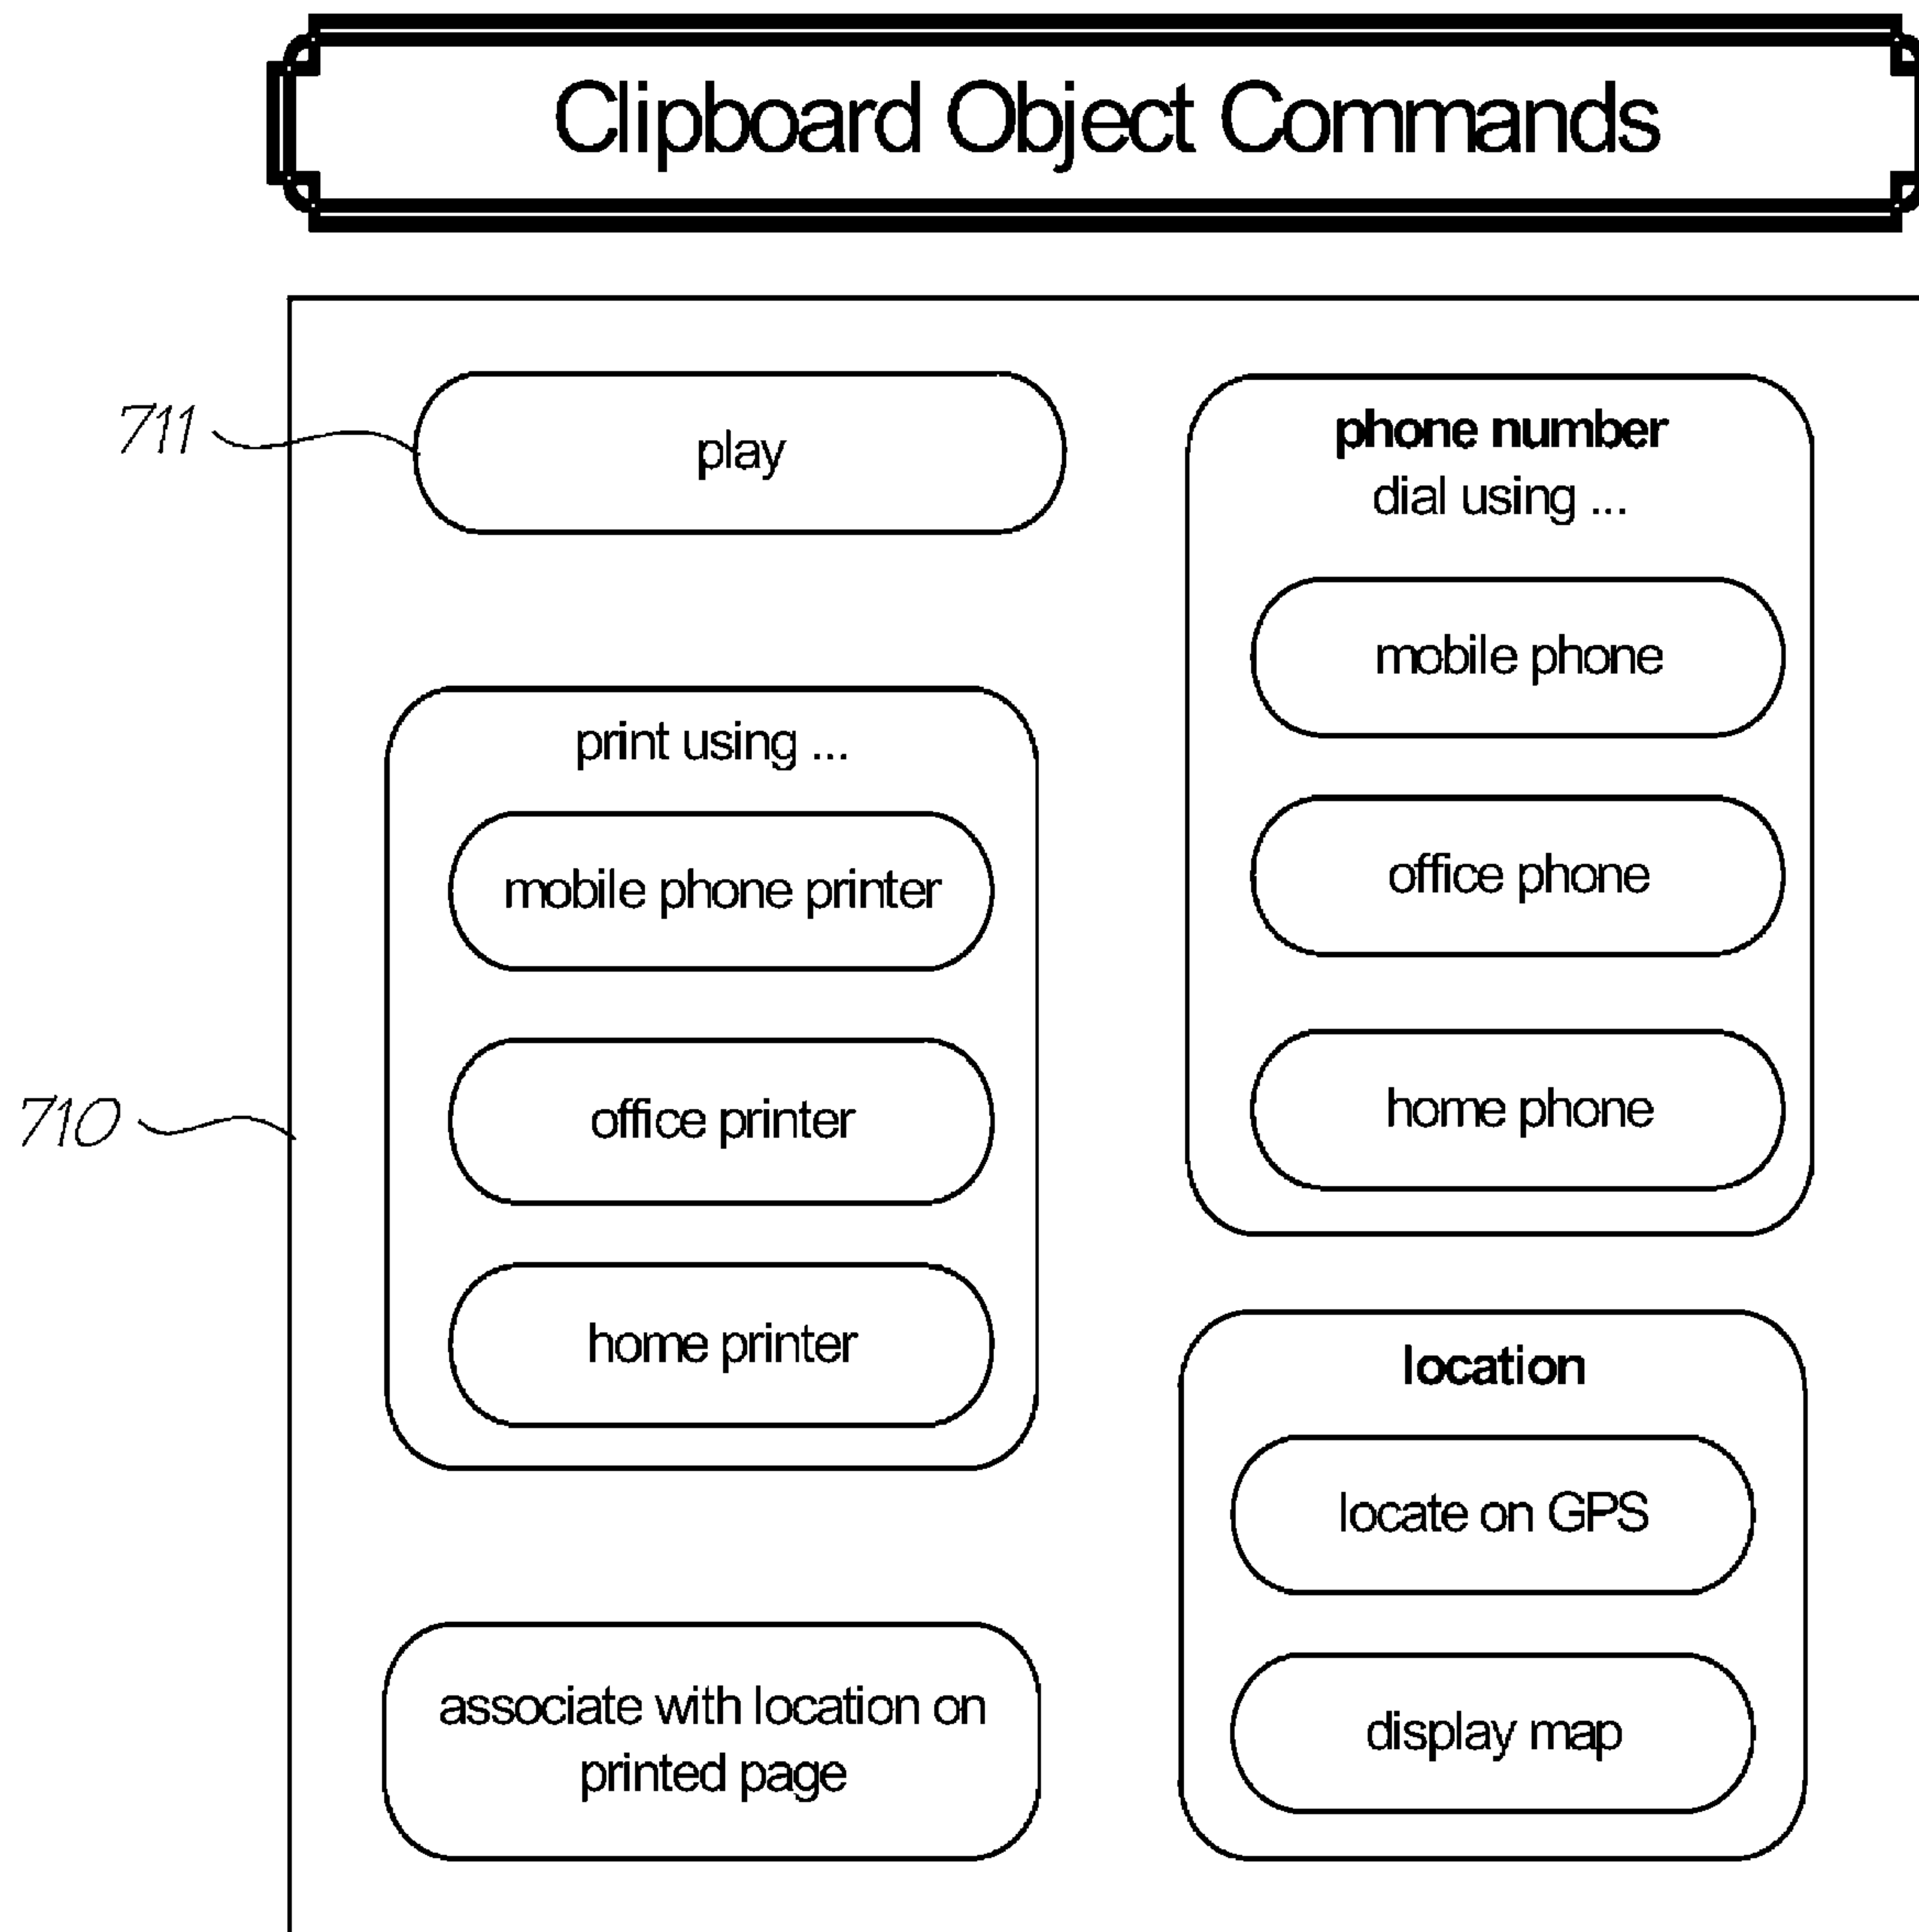 Clipboard Object Commands
711
play
print using ...
mobile phone printer
office printer
710
home printer
associate with location on
printed page
phone number
dial using ...
mobile phone
office phone
home phone
location
locate on GPS
display map